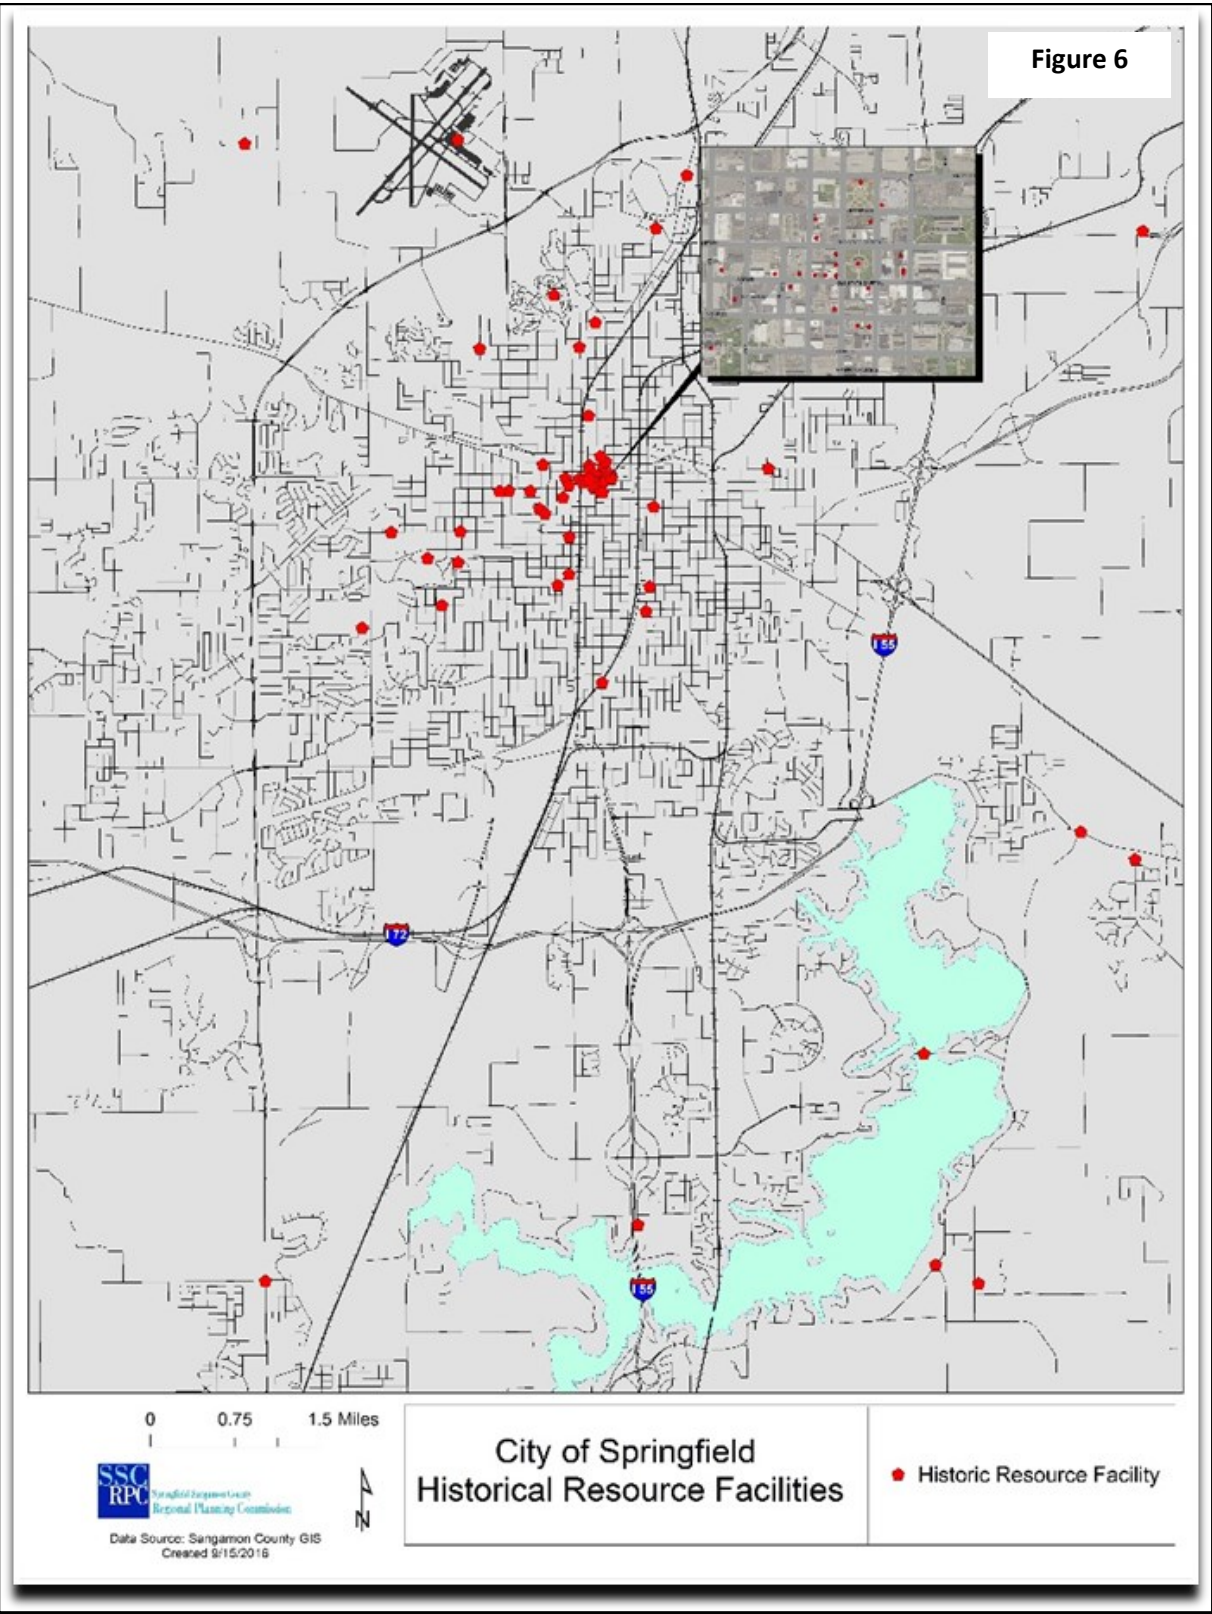 Figure 6
I 55
I 72
I 55
0 0.75 1.5 Miles
SSC
RPC
Springfield Sangamon County
Regional Planning Commission
N
Data Source: Sangamon County GIS
Created 9/15/2016
City of Springfield
Historical Resource Facilities
Historic Resource Facility